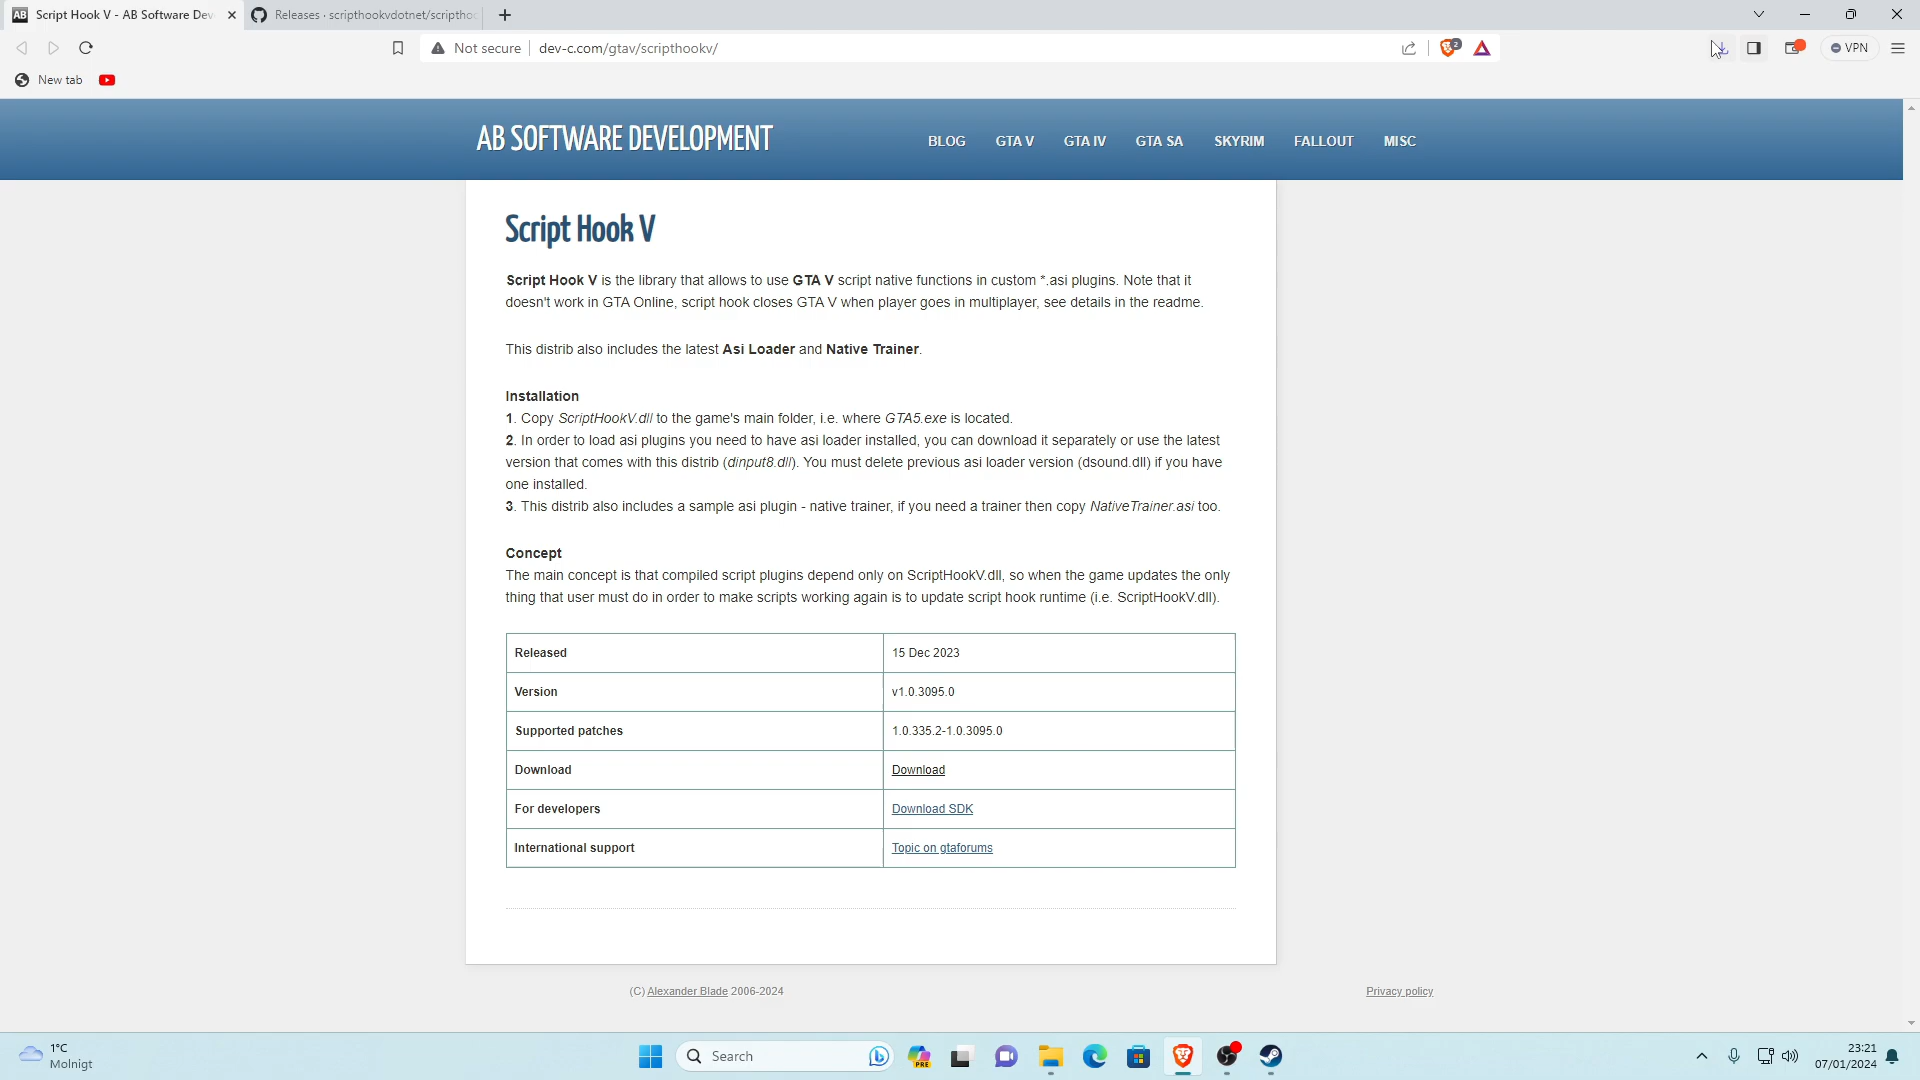 AB Script Hook V - AB Software Dev
Releases · scripthookvdotnet/scripthoo
Not secure dev-c.com/gtav/scripthookv/
2
VPN
New tab
AB SOFTWARE DEVELOPMENT
BLOG GTA V GTA IV GTA SA SKYRIM FALLOUT MISC
Script Hook V
Script Hook V is the library that allows to use GTA V script native functions in custom *.asi plugins. Note that it
doesn't work in GTA Online, script hook closes GTA V when player goes in multiplayer, see details in the readme.
This distrib also includes the latest Asi Loader and Native Trainer.
Installation
1. Copy ScriptHookV.dll to the game's main folder, i.e. where GTA5.exe is located.
2. In order to load asi plugins you need to have asi loader installed, you can download it separately or use the latest
version that comes with this distrib (dinput8.dll). You must delete previous asi loader version (dsound.dll) if you have
one installed.
3. This distrib also includes a sample asi plugin - native trainer, if you need a trainer then copy NativeTrainer.asi too.
Concept
The main concept is that compiled script plugins depend only on ScriptHookV.dll, so when the game updates the only
thing that user must do in order to make scripts working again is to update script hook runtime (i.e. ScriptHookV.dll).
Released 15 Dec 2023
Version v1.0.3095.0
Supported patches 1.0.335.2-1.0.3095.0
Download Download
For developers Download SDK
International support Topic on gtaforums
(C) Alexander Blade 2006-2024
Privacy policy
1°C
Molnigt
Search
PRE
23:21
07/01/2024